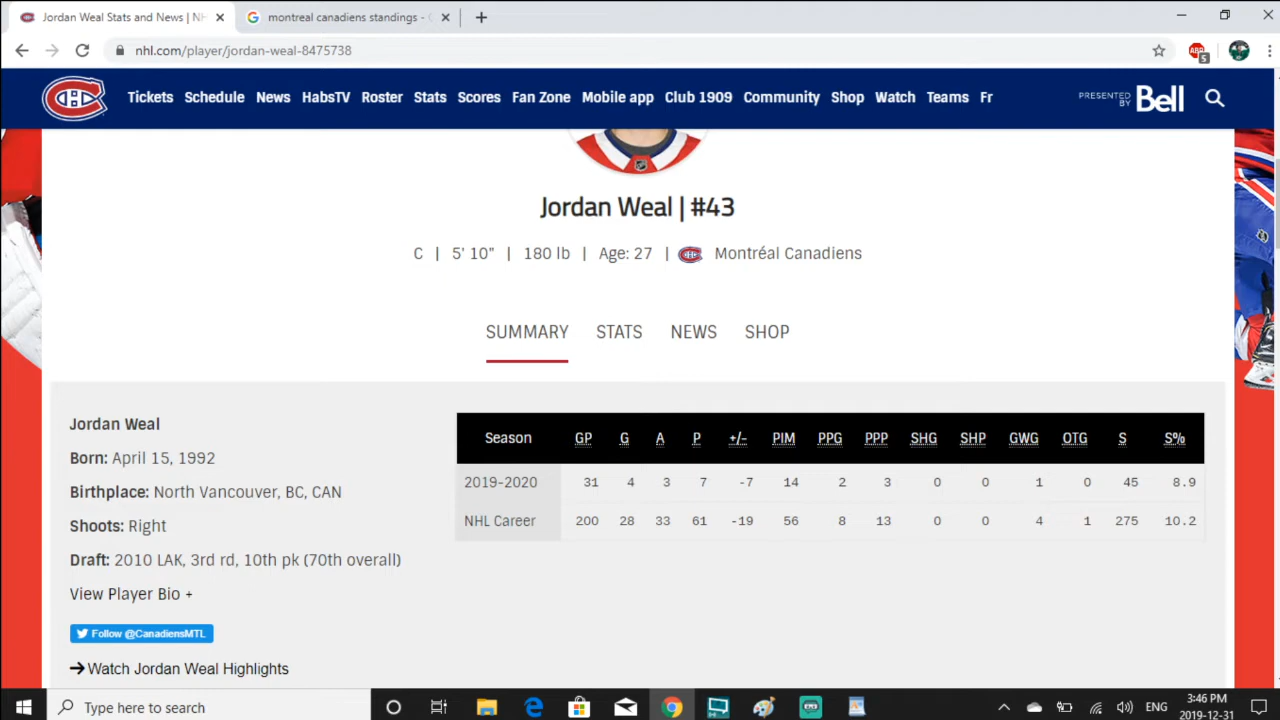 Jordan Weal Stats and News | NH
montreal canadiens standings -
nhl.com/player/jordan-weal-8475738
ABP
5
Tickets Schedule News HabsTV Roster Stats Scores Fan Zone Mobile app Club 1909 Community Shop Watch Teams Fr
PRESENTED BY Bell
Jordan Weal | #43
C | 5' 10" | 180 lb | Age: 27 | Montréal Canadiens
SUMMARY STATS NEWS SHOP
Jordan Weal
Born: April 15, 1992
Birthplace: North Vancouver, BC, CAN
Shoots: Right
Draft: 2010 LAK, 3rd rd, 10th pk (70th overall)
View Player Bio +
Follow @CanadiensMTL
Watch Jordan Weal Highlights
Season GP G A P +/- PIM PPG PPP SHG SHP GWG OTG S S%
2019-2020 31 4 3 7 -7 14 2 3 0 0 1 0 45 8.9
NHL Career 200 28 33 61 -19 56 8 13 0 0 4 1 275 10.2
Type here to search
ENG
3:46 PM
2019-12-31